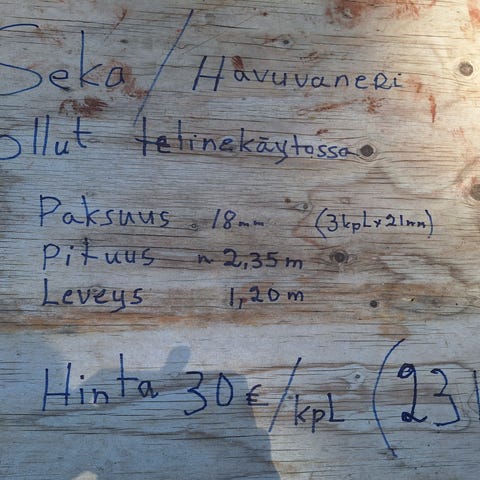 Seka / Havuvaneri
ollut telinekäytössä
Paksuus. 18mm (3kpl x 21mm)
Pituus n 2,35m
Leveys 1,20m
Hinta 30€/kpl (23